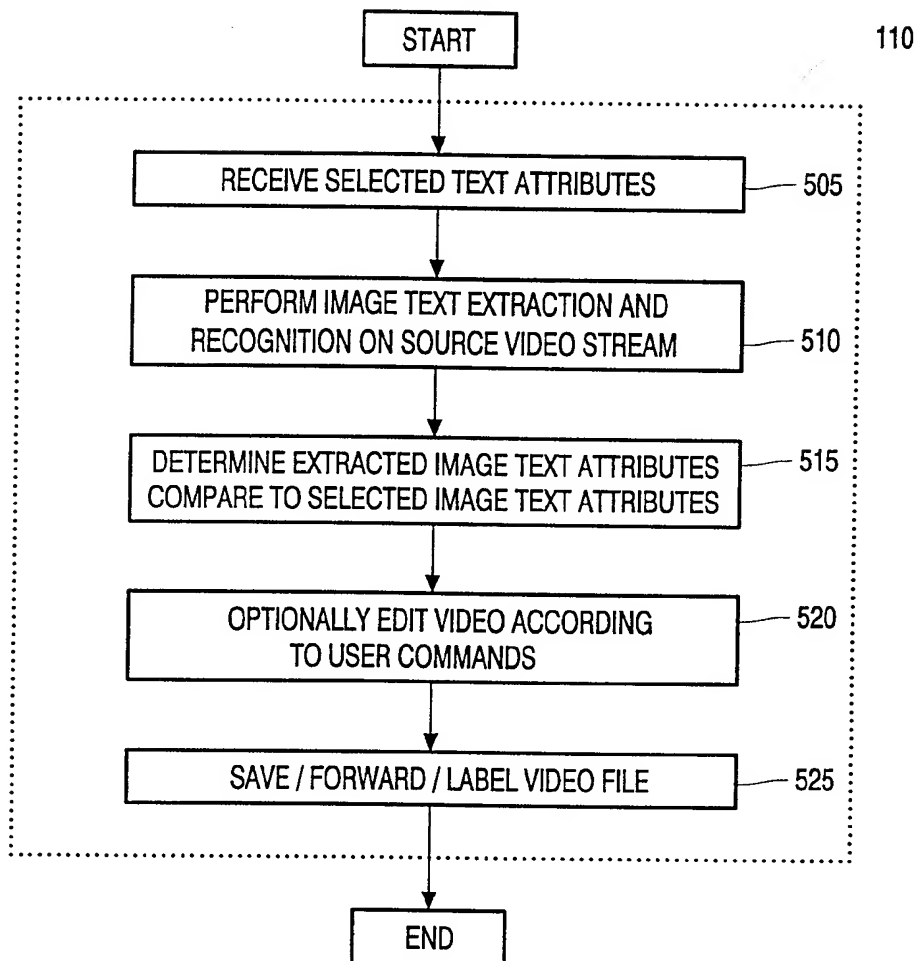 START
110
RECEIVE SELECTED TEXT ATTRIBUTES
505
PERFORM IMAGE TEXT EXTRACTION AND
RECOGNITION ON SOURCE VIDEO STREAM
510
DETERMINE EXTRACTED IMAGE TEXT ATTRIBUTES
COMPARE TO SELECTED IMAGE TEXT ATTRIBUTES
515
OPTIONALLY EDIT VIDEO ACCORDING
TO USER COMMANDS
520
SAVE / FORWARD / LABEL VIDEO FILE
525
END